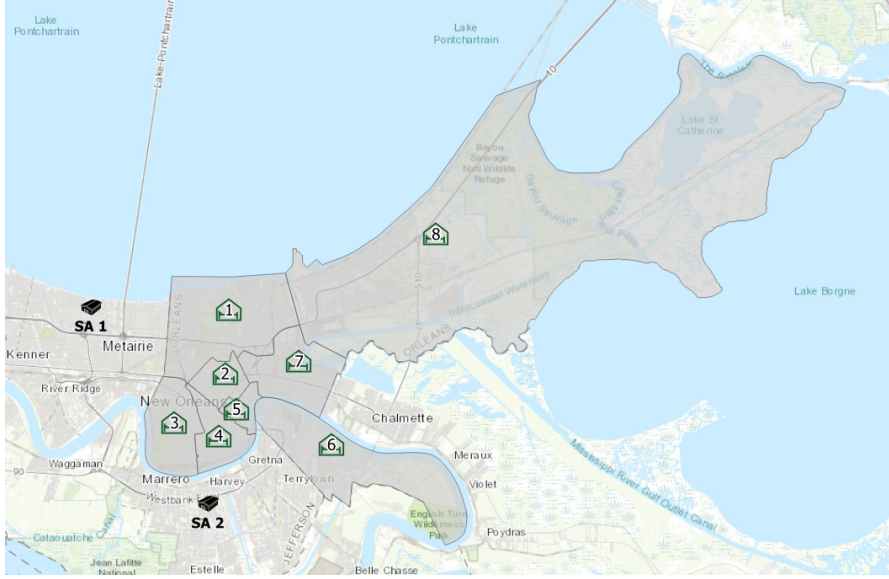 Lake
Pontchartrain
Lake
Pontchartrain
Lake-Pontchartrain
10
Lake St
Catherine
Bayou
Sauvage
Natl Wildlife
Refuge
Bayou Sauvage
8
510
47
Intracoastal Waterway
ORLEANS
Lake Borgne
ORLEANS
1
SA 1
Metairie
Kenner
River Ridge
7
2
New Orleans
5
3
4
Chalmette
6
Gretna
Meraux
Waggaman
90
Marrero
Harvey
Terrytown
Violet
Mississippi River Gulf Outlet Canal
SA 2
JEFFERSON
English Turn
Wilderness
Park
Poydras
Cataouatche
Canal
Jean Lafitte
National
Estelle
Belle Chasse